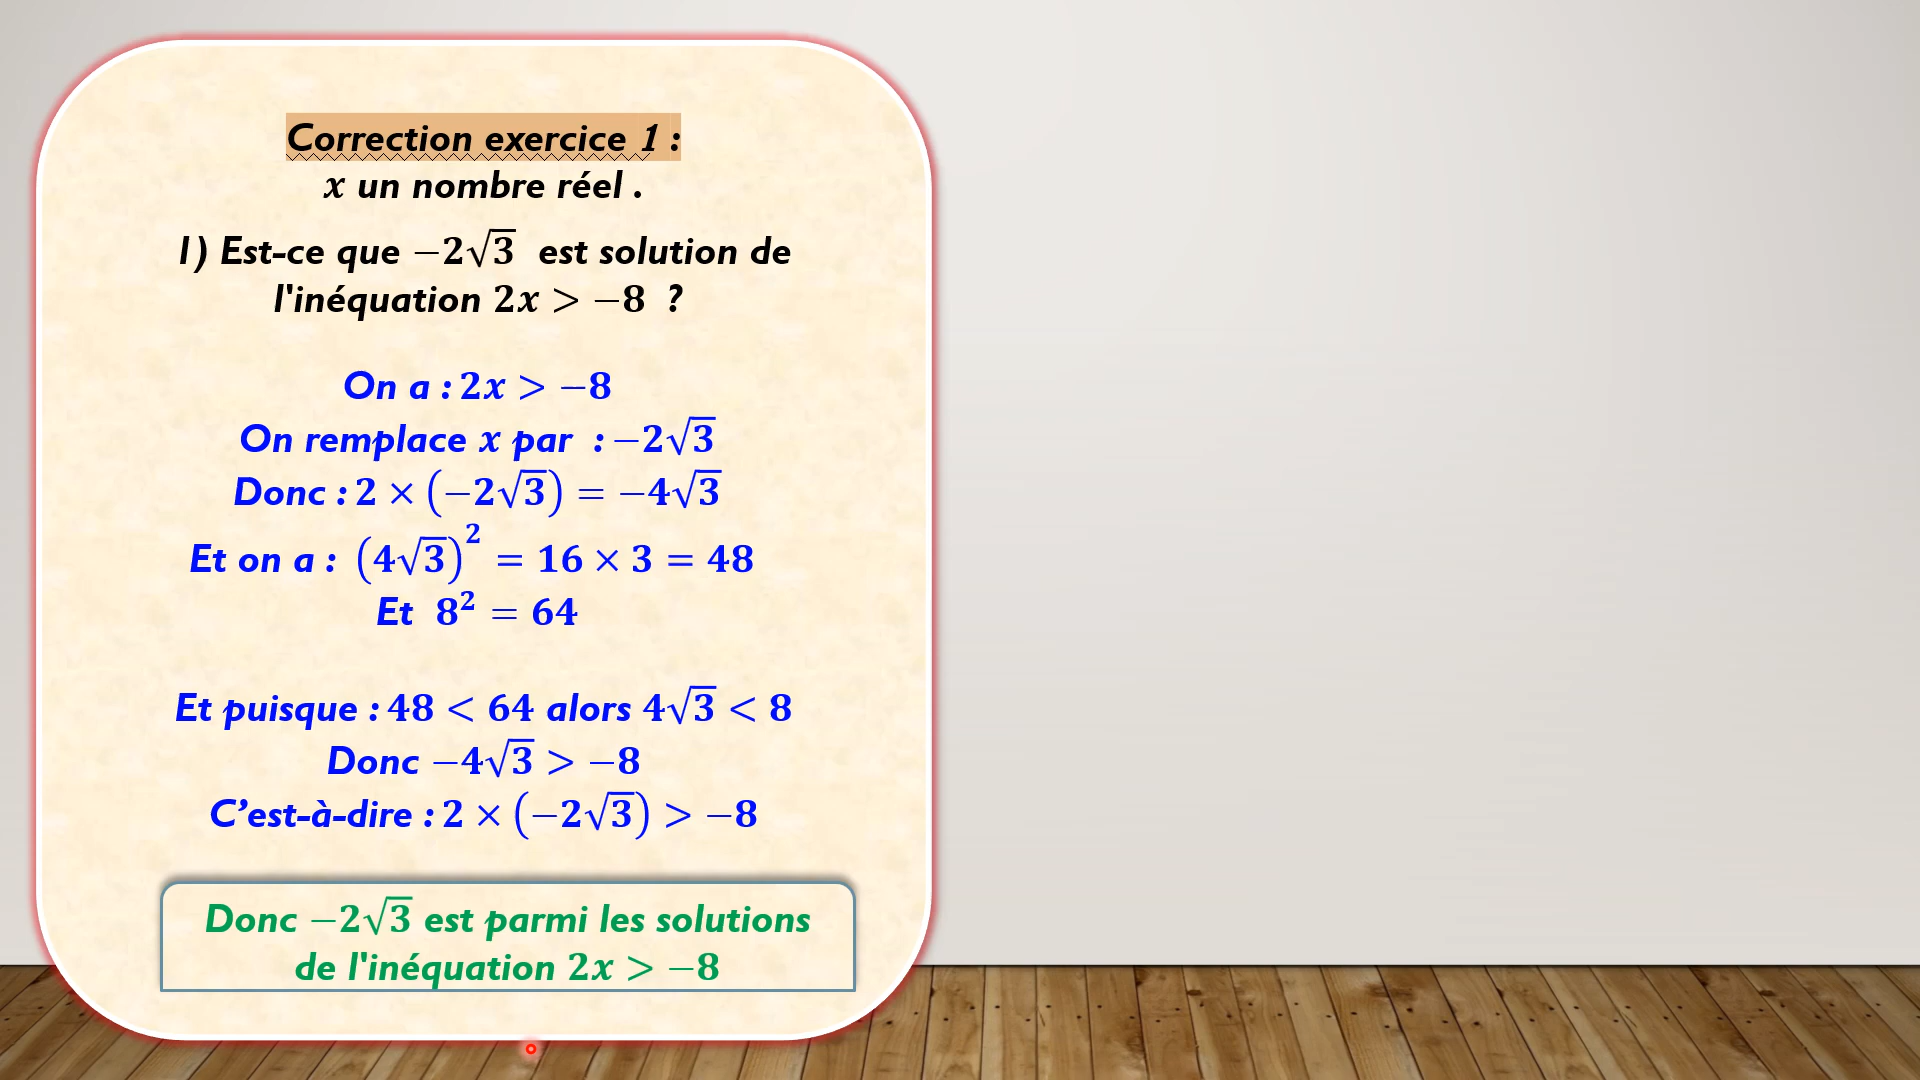 Correction exercice 1 :
x un nombre réel .
1) Est-ce que −2√3 est solution de
l'inéquation 2x > −8 ?
On a : 2x > −8
On remplace x par : −2√3
Donc : 2 × (−2√3) = −4√3
Et on a : (4√3)² = 16 × 3 = 48
Et 8² = 64
Et puisque : 48 < 64 alors 4√3 < 8
Donc −4√3 > −8
C’est-à-dire : 2 × (−2√3) > −8
Donc −2√3 est parmi les solutions
de l'inéquation 2x > −8